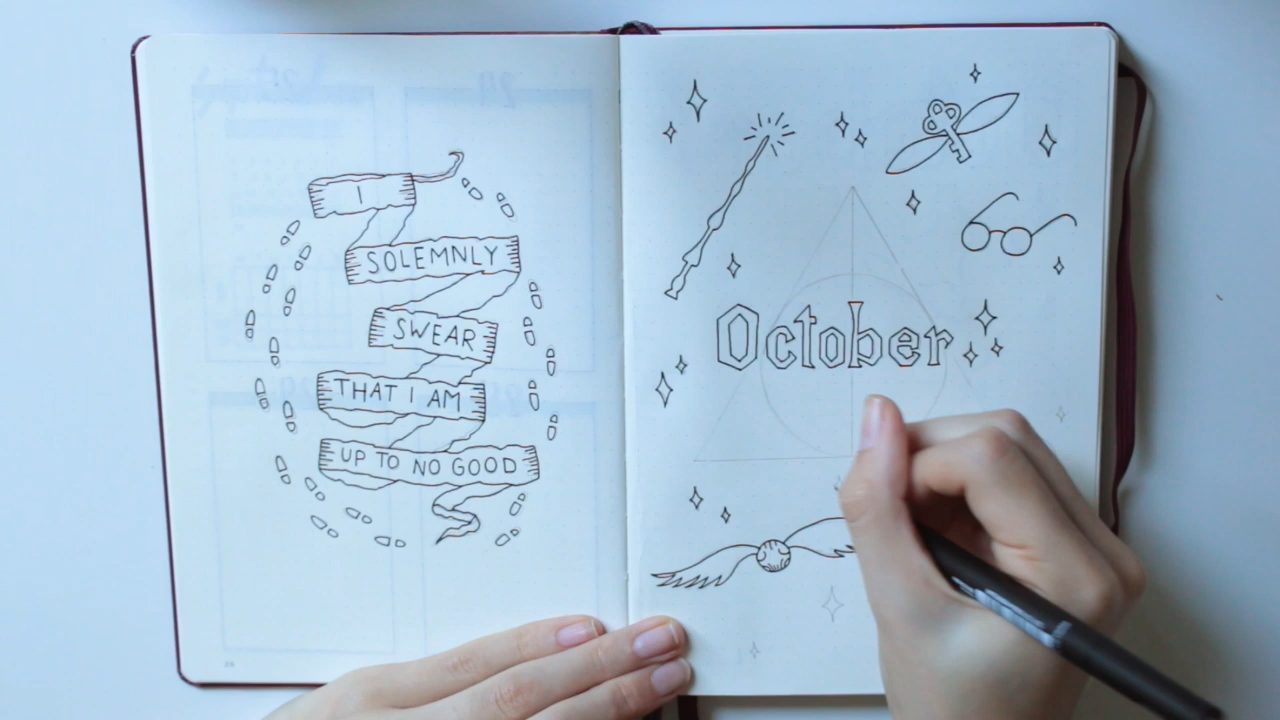 I
SOLEMNLY
SWEAR
THAT I AM
UP TO NO GOOD
October